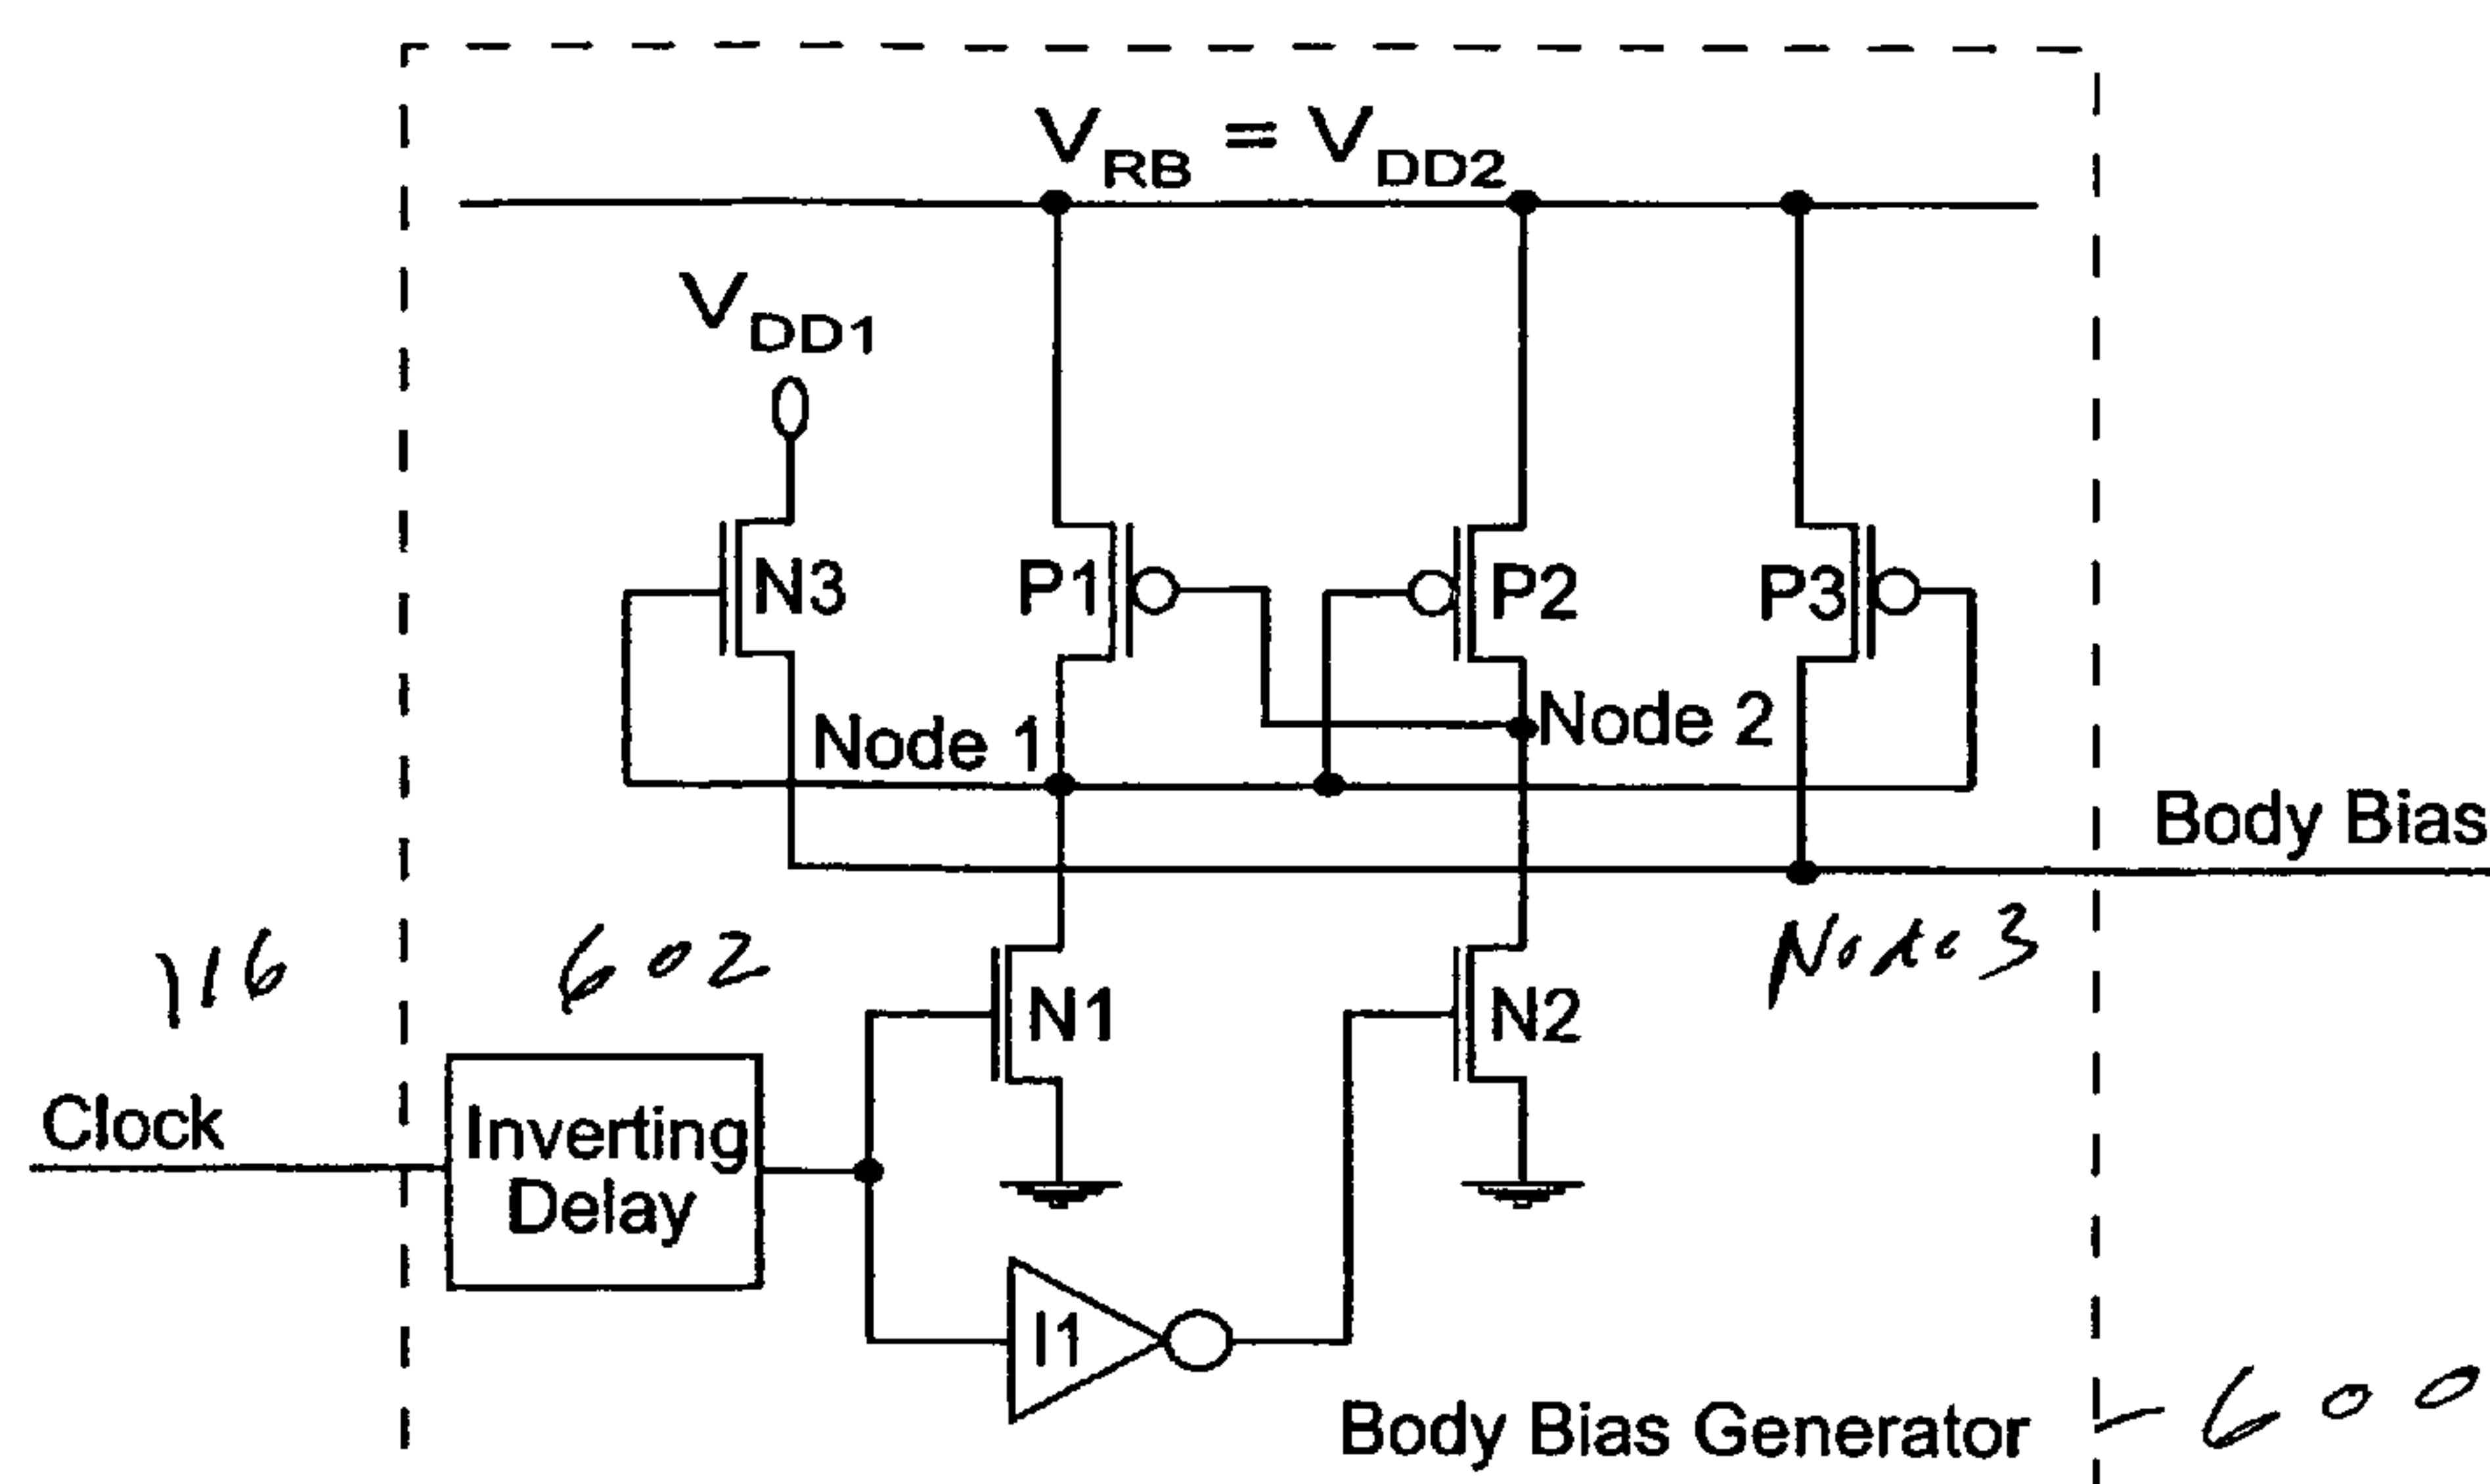 V_RB = V_DD2
V_DD1
N3
P1
P2
P3
Node 1
Node 2
Body Bias
116
602
Node 3
N1
N2
Clock
Inverting
Delay
I1
Body Bias Generator
600